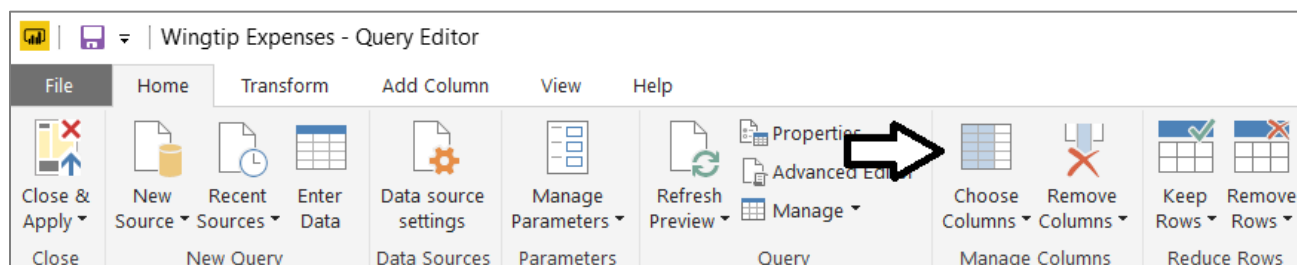 Wingtip Expenses - Query Editor
File Home Transform Add Column View Help
Close & Apply
New Source
Recent Sources
Enter Data
Data source settings
Manage Parameters
Refresh Preview
Properties
Advanced Editor
Manage
Choose Columns
Remove Columns
Keep Rows
Remove Rows
Close New Query Data Sources Parameters Query Manage Columns Reduce Rows